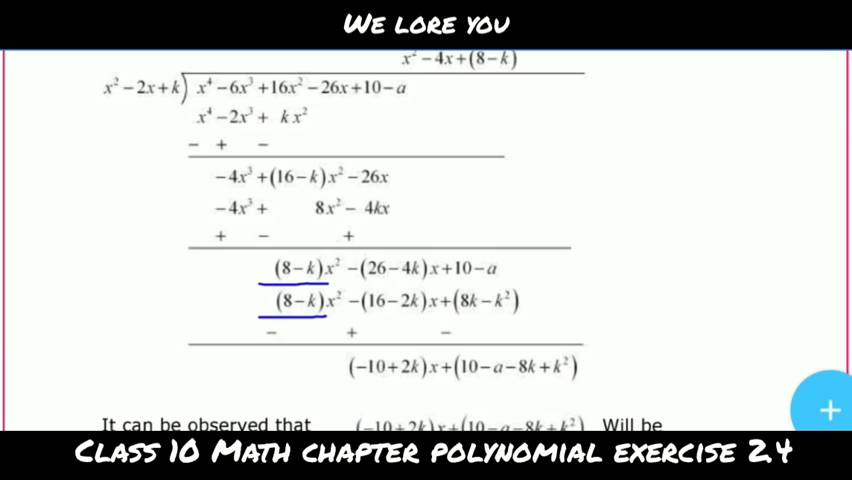 We lore you
x² − 4x + (8 − k)
x² − 2x + k) x⁴ − 6x³ + 16x² − 26x + 10 − a
x⁴ − 2x³ + kx²
− + −
−4x³ + (16 − k)x² − 26x
−4x³ + 8x² − 4kx
+ − +
(8 − k)x² − (26 − 4k)x + 10 − a
(8 − k)x² − (16 − 2k)x + (8k − k²)
− + −
(−10 + 2k)x + (10 − a − 8k + k²)
It can be observed that (−10 + 2k)x + (10 − a − 8k + k²) Will be
+
Class 10 Math chapter polynomial exercise 2.4